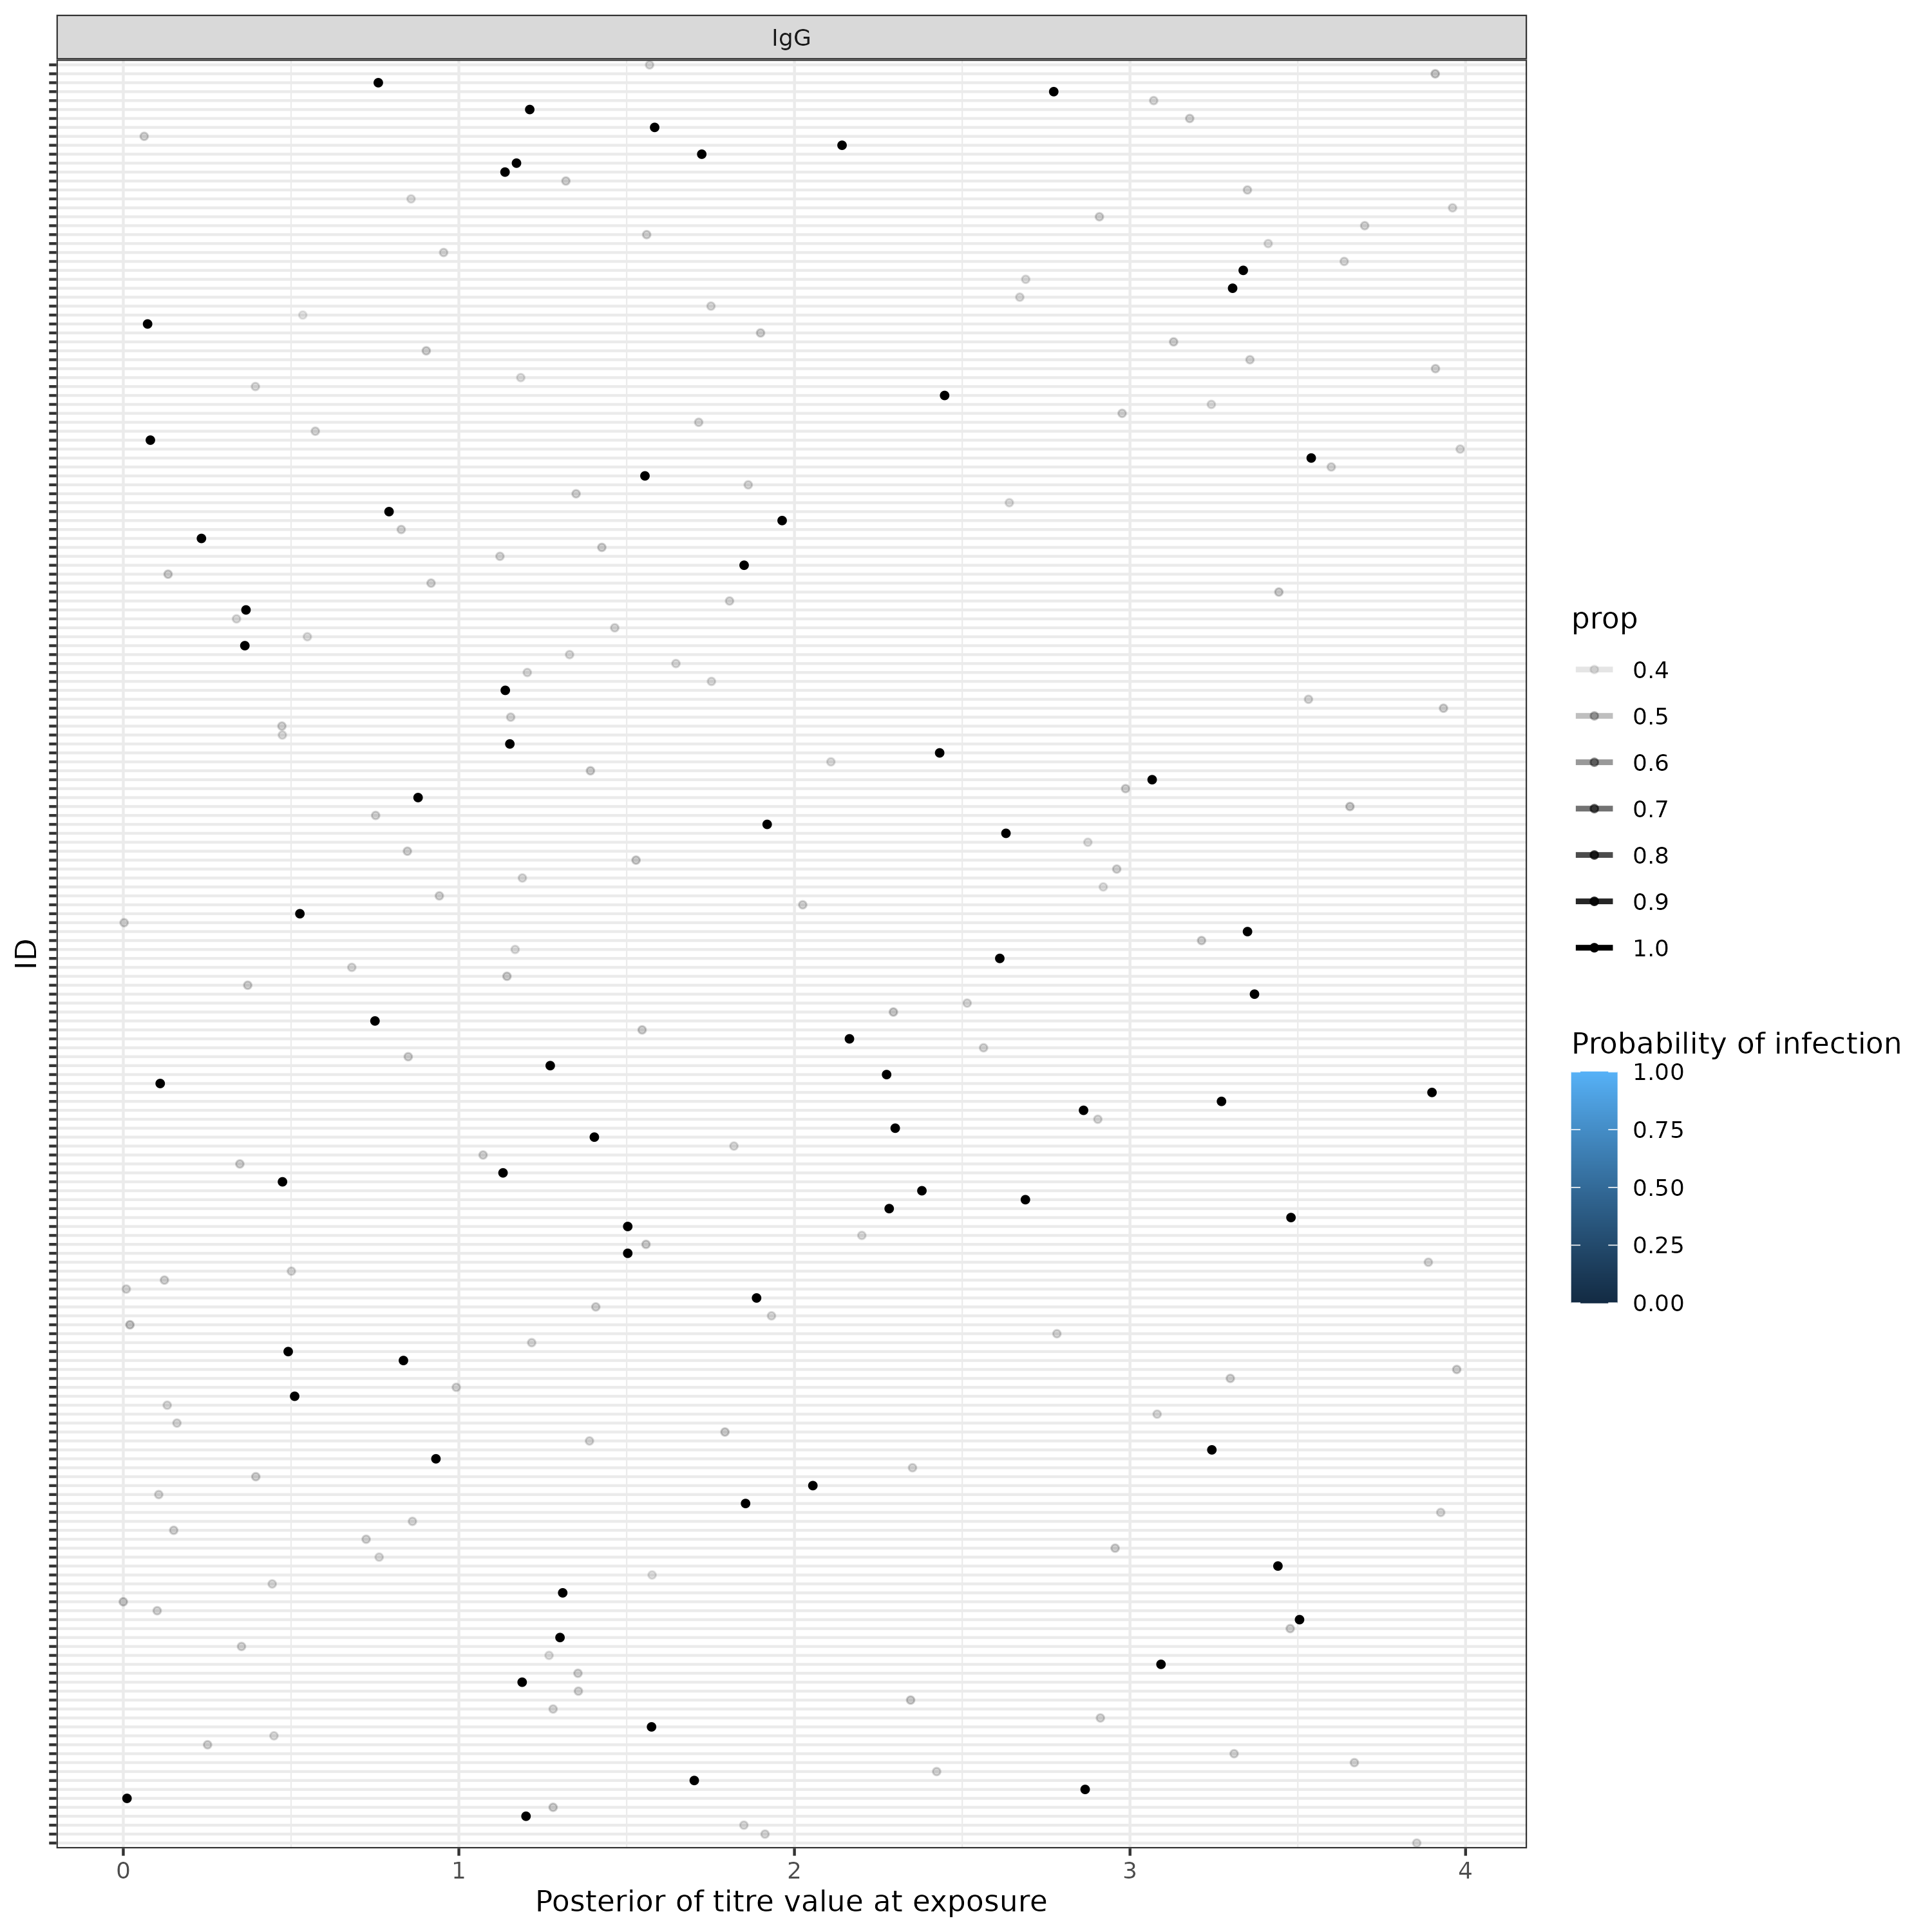 IgG
ID
0 1 2 3 4
Posterior of titre value at exposure
prop
0.4
0.5
0.6
0.7
0.8
0.9
1.0
Probability of infection
1.00
0.75
0.50
0.25
0.00